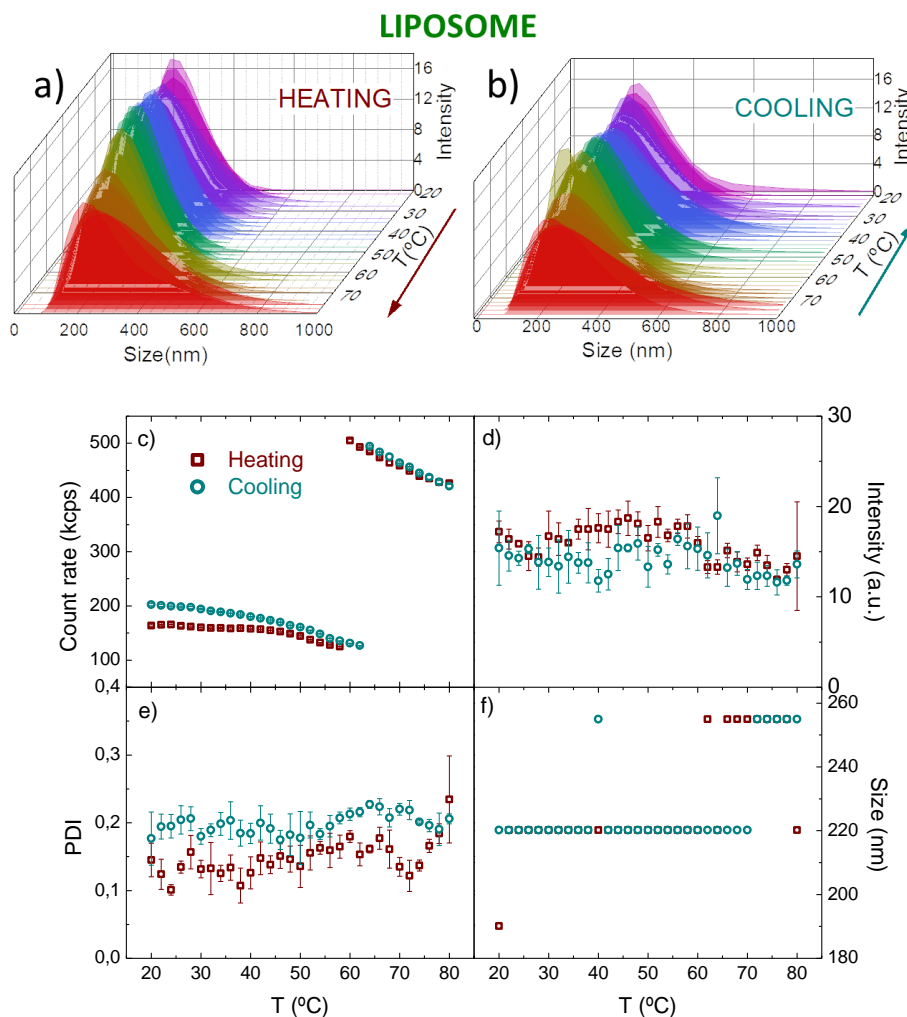 LIPOSOME
a)
HEATING
16
12
8
4
0
Intensity
20
30
40
50
60
70
T(ºC)
0 200 400 600 800 1000
Size(nm)
b)
COOLING
16
12
8
4
0
Intensity
20
30
40
50
60
70
T (ºC)
0 200 400 600 800 1000
Size (nm)
c)
Heating
Cooling
500
400
300
200
100
Count rate (kcps)
d)
30
20
10
0
Intensity (a.u.)
e)
0,4
0,3
0,2
0,1
0,0
PDI
20 30 40 50 60 70 80
T (ºC)
f)
260
240
220
200
180
Size (nm)
20 30 40 50 60 70 80
T (ºC)